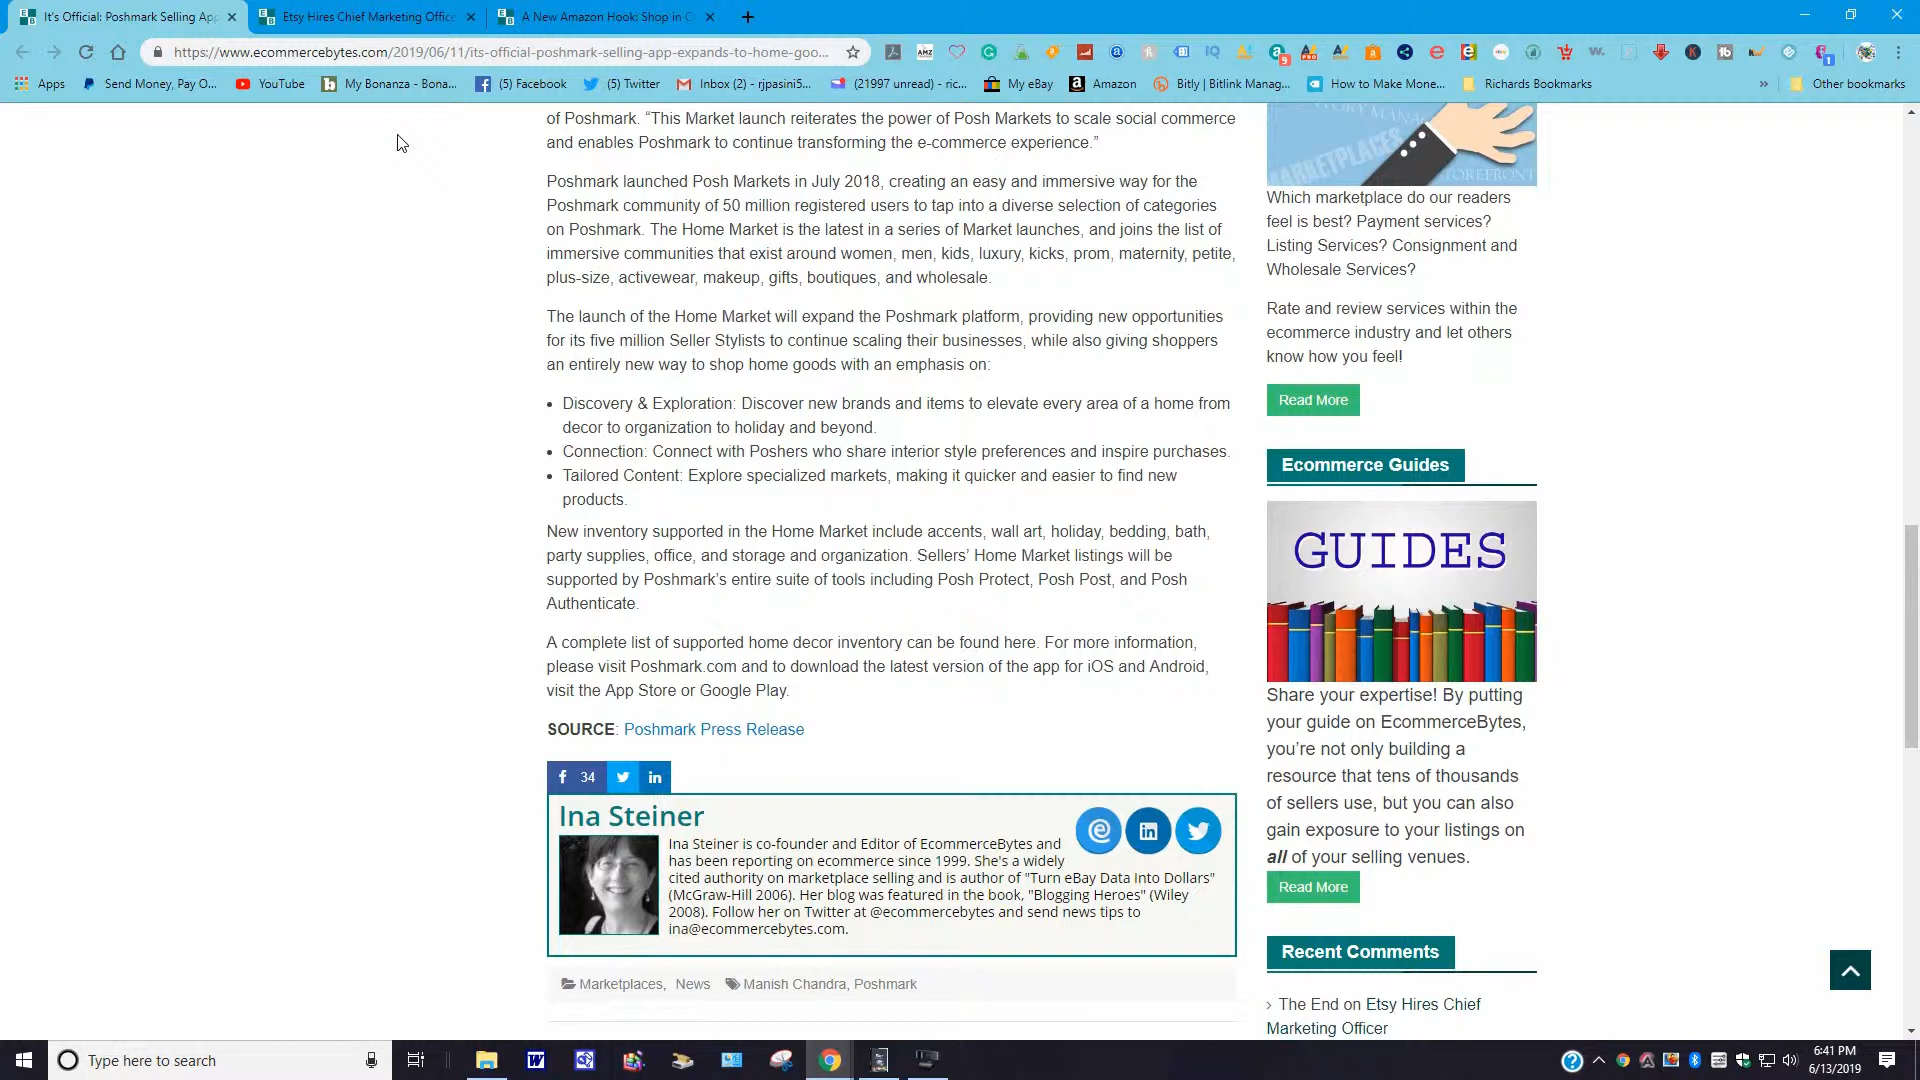 It's Official: Poshmark Selling Ap
Etsy Hires Chief Marketing Office
A New Amazon Hook: Shop in C
https://www.ecommercebytes.com/2019/06/11/its-official-poshmark-selling-app-expands-to-home-goo...
Apps
Send Money, Pay O...
YouTube
My Bonanza - Bona...
(5) Facebook
(5) Twitter
Inbox (2) - rjpasini5...
(21997 unread) - ric...
My eBay
Amazon
Bitly | Bitlink Manag...
How to Make Mone...
Richards Bookmarks
»
Other bookmarks
of Poshmark. “This Market launch reiterates the power of Posh Markets to scale social commerce
and enables Poshmark to continue transforming the e-commerce experience.”
Poshmark launched Posh Markets in July 2018, creating an easy and immersive way for the
Poshmark community of 50 million registered users to tap into a diverse selection of categories
on Poshmark. The Home Market is the latest in a series of Market launches, and joins the list of
immersive communities that exist around women, men, kids, luxury, kicks, prom, maternity, petite,
plus-size, activewear, makeup, gifts, boutiques, and wholesale.
The launch of the Home Market will expand the Poshmark platform, providing new opportunities
for its five million Seller Stylists to continue scaling their businesses, while also giving shoppers
an entirely new way to shop home goods with an emphasis on:
• Discovery & Exploration: Discover new brands and items to elevate every area of a home from
decor to organization to holiday and beyond.
• Connection: Connect with Poshers who share interior style preferences and inspire purchases.
• Tailored Content: Explore specialized markets, making it quicker and easier to find new
products.
New inventory supported in the Home Market include accents, wall art, holiday, bedding, bath,
party supplies, office, and storage and organization. Sellers’ Home Market listings will be
supported by Poshmark’s entire suite of tools including Posh Protect, Posh Post, and Posh
Authenticate.
A complete list of supported home decor inventory can be found here. For more information,
please visit Poshmark.com and to download the latest version of the app for iOS and Android,
visit the App Store or Google Play.
SOURCE: Poshmark Press Release
34
Ina Steiner
Ina Steiner is co-founder and Editor of EcommerceBytes and
has been reporting on ecommerce since 1999. She's a widely
cited authority on marketplace selling and is author of "Turn eBay Data Into Dollars"
(McGraw-Hill 2006). Her blog was featured in the book, "Blogging Heroes" (Wiley
2008). Follow her on Twitter at @ecommercebytes and send news tips to
ina@ecommercebytes.com.
Marketplaces, News Manish Chandra, Poshmark
MARKETPLACES
STOREFRONT
Which marketplace do our readers
feel is best? Payment services?
Listing Services? Consignment and
Wholesale Services?
Rate and review services within the
ecommerce industry and let others
know how you feel!
Read More
Ecommerce Guides
GUIDES
Share your expertise! By putting
your guide on EcommerceBytes,
you’re not only building a
resource that tens of thousands
of sellers use, but you can also
gain exposure to your listings on
all of your selling venues.
Read More
Recent Comments
› The End on Etsy Hires Chief
Marketing Officer
Type here to search
6:41 PM
6/13/2019